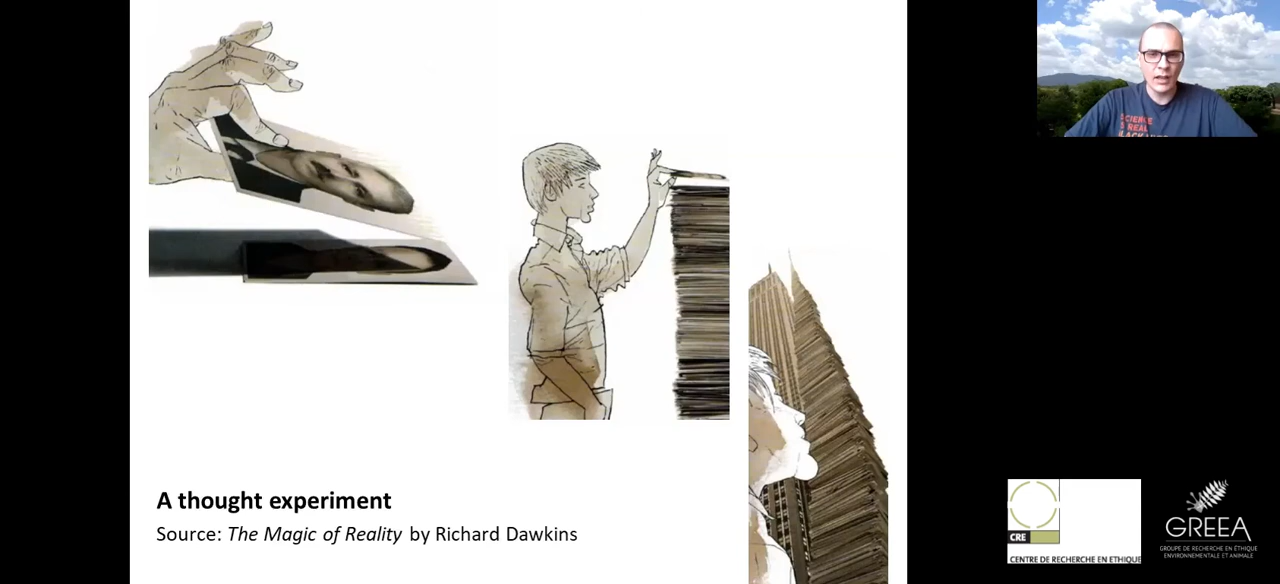 A thought experiment
Source: The Magic of Reality by Richard Dawkins
CRE
CENTRE DE RECHERCHE EN ETHIQUE
GREEA
GROUPE DE RECHERCHE EN ÉTHIQUE
ENVIRONNEMENTALE ET ANIMALE